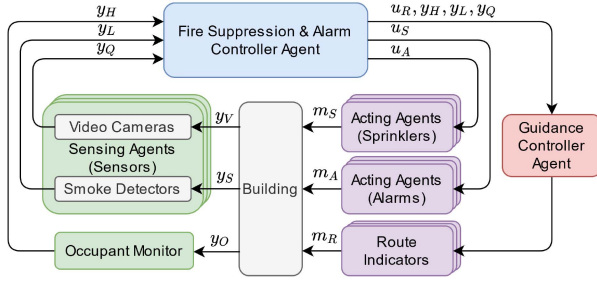 y_H
y_L
y_Q
Fire Suppression & Alarm
Controller Agent
u_R, y_H, y_L, y_Q
u_S
u_A
Video Cameras
Sensing Agents
(Sensors)
Smoke Detectors
Occupant Monitor
y_V
y_S
y_O
Building
m_S
m_A
m_R
Acting Agents
(Sprinklers)
Acting Agents
(Alarms)
Route
Indicators
Guidance
Controller
Agent